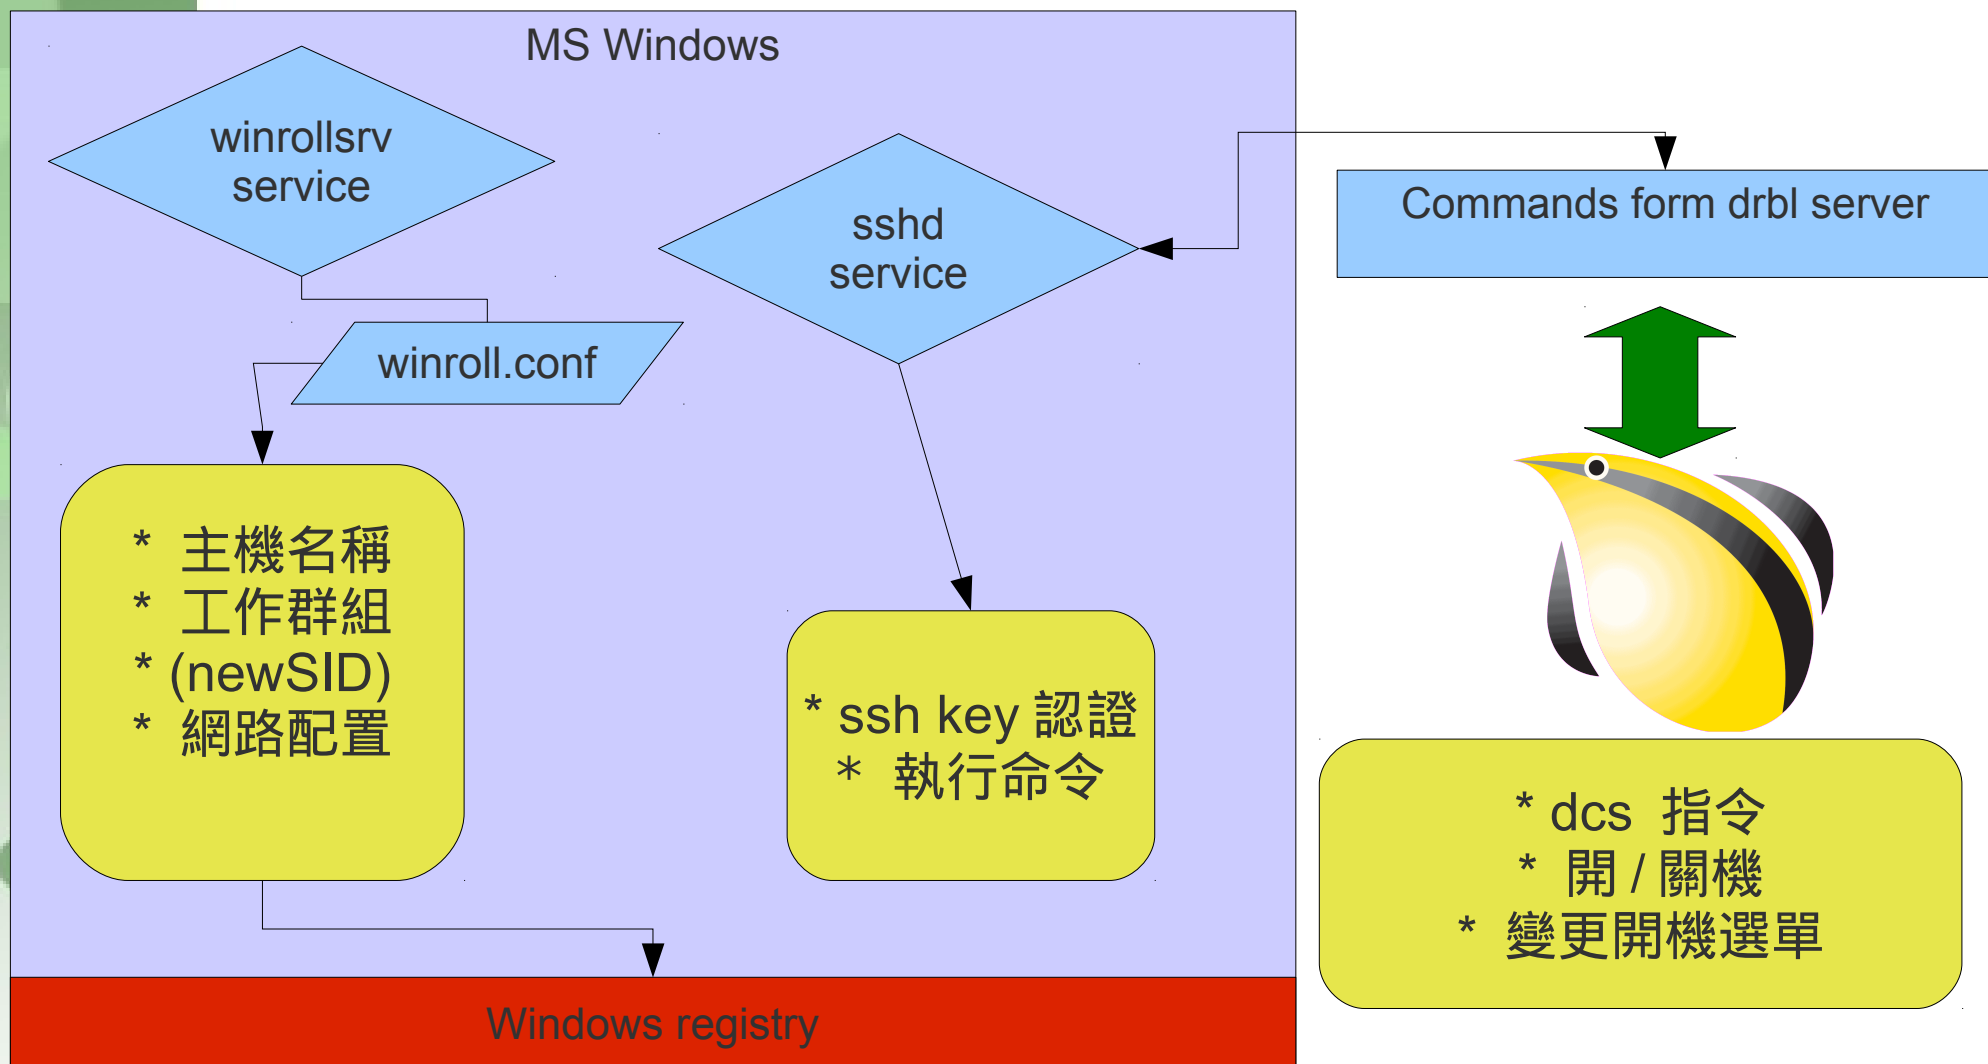 MS Windows
winrollsrv
service
sshd
service
Commands form drbl server
winroll.conf
* 主機名稱
* 工作群組
* (newSID)
* 網路配置
* ssh key 認證
* 執行命令
* dcs 指令
* 開 / 關機
* 變更開機選單
Windows registry